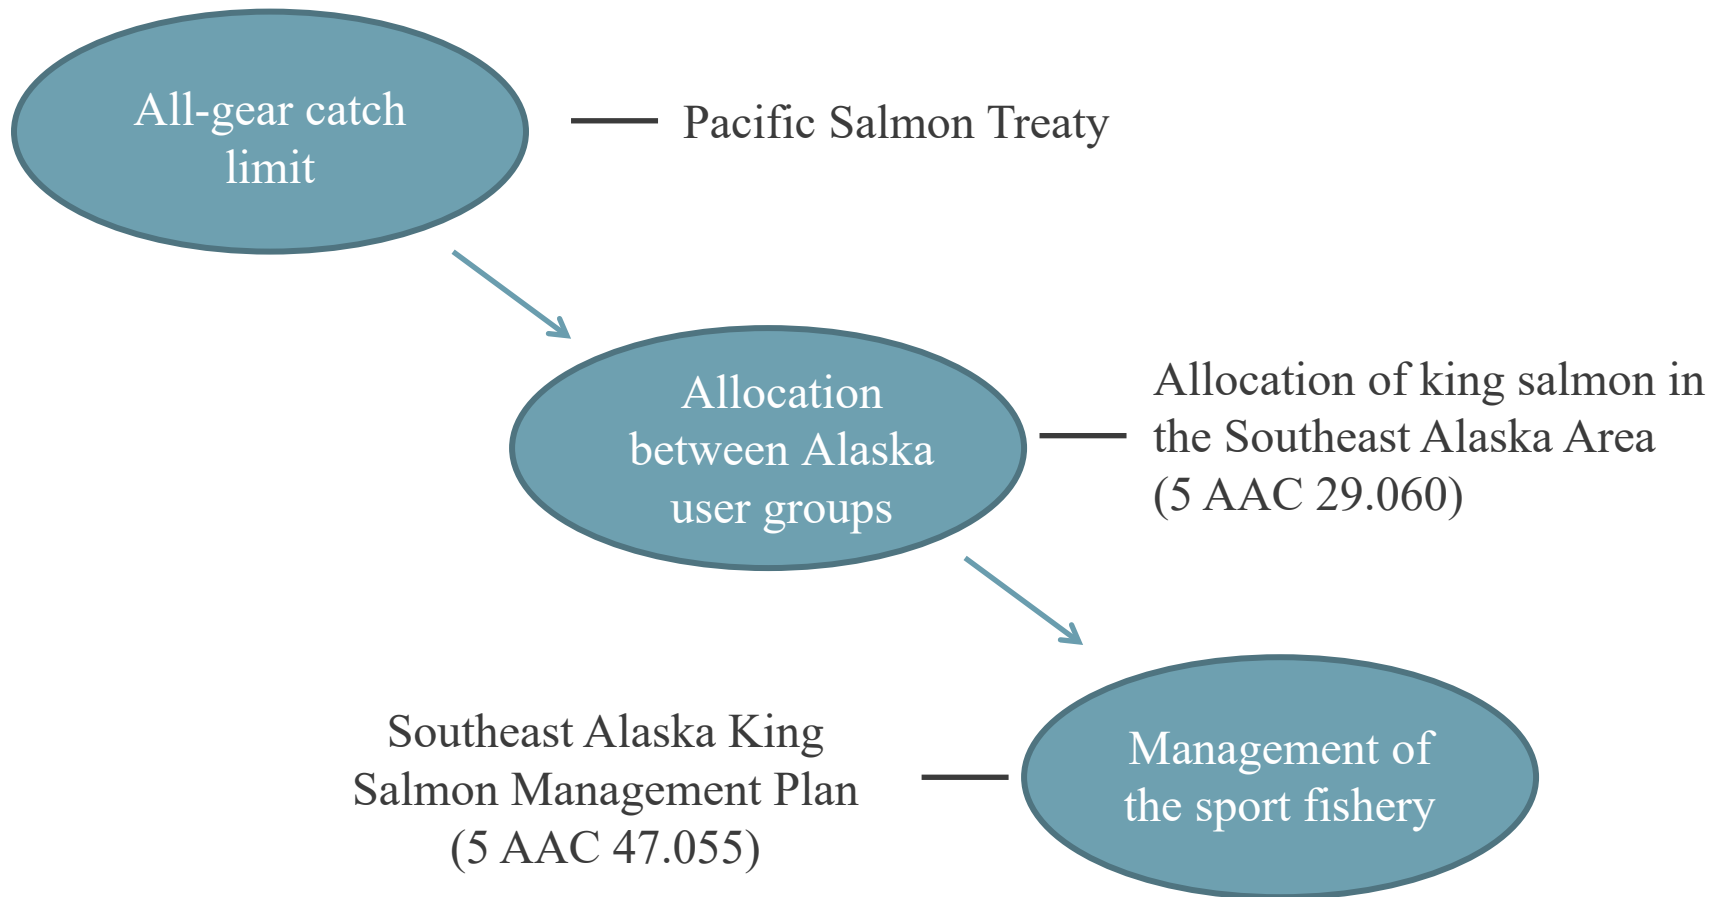 All-gear catch
limit
Pacific Salmon Treaty
Allocation
between Alaska
user groups
Allocation of king salmon in
the Southeast Alaska Area
(5 AAC 29.060)
Southeast Alaska King
Salmon Management Plan
(5 AAC 47.055)
Management of
the sport fishery